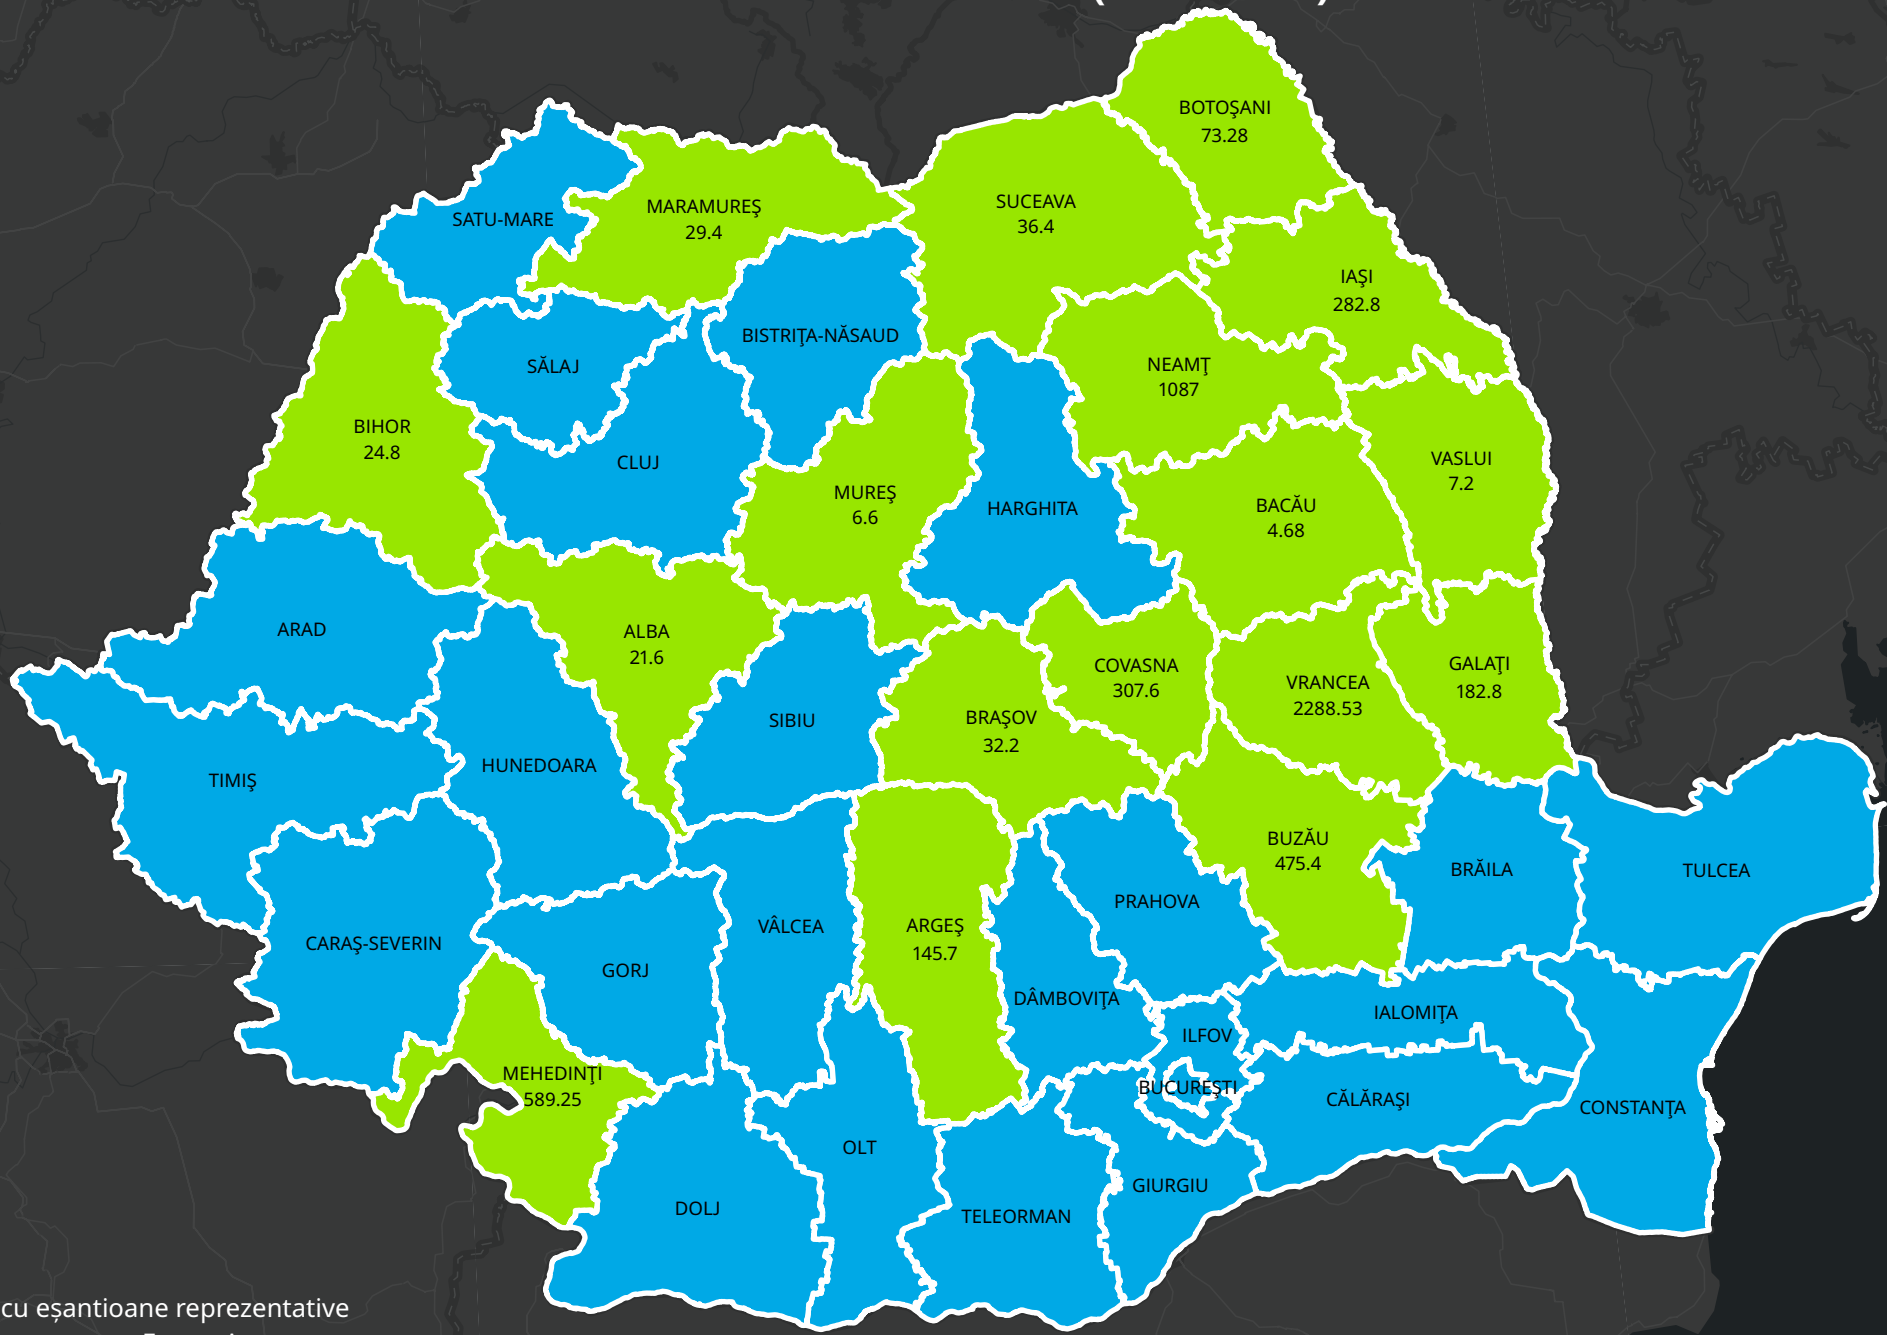 BOTOŞANI
73.28
SUCEAVA
36.4
MARAMUREŞ
29.4
SATU-MARE
IAŞI
282.8
BISTRIŢA-NĂSAUD
SĂLAJ
NEAMŢ
1087
BIHOR
24.8
CLUJ
VASLUI
7.2
MUREŞ
6.6
HARGHITA
BACĂU
4.68
ARAD
ALBA
21.6
COVASNA
307.6
GALAŢI
182.8
VRANCEA
2288.53
BRAŞOV
32.2
SIBIU
HUNEDOARA
TIMIŞ
BUZĂU
475.4
BRĂILA
TULCEA
PRAHOVA
ARGEŞ
145.7
VÂLCEA
CARAŞ-SEVERIN
GORJ
DÂMBOVIŢA
IALOMIŢA
ILFOV
MEHEDINŢI
589.25
BUCUREŞTI
CĂLĂRAŞI
CONSTANŢA
OLT
GIURGIU
DOLJ
TELEORMAN
cu eșantioane reprezentative